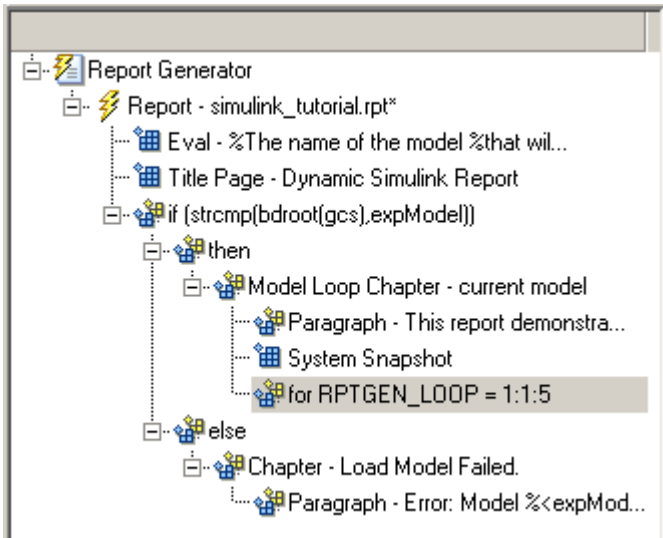 Report Generator
Report - simulink_tutorial.rpt*
Eval - %The name of the model %that wil...
Title Page - Dynamic Simulink Report
if (strcmp(bdroot(gcs),expModel))
then
Model Loop Chapter - current model
Paragraph - This report demonstra...
System Snapshot
for RPTGEN_LOOP = 1:1:5
else
Chapter - Load Model Failed.
Paragraph - Error: Model %<expMod...